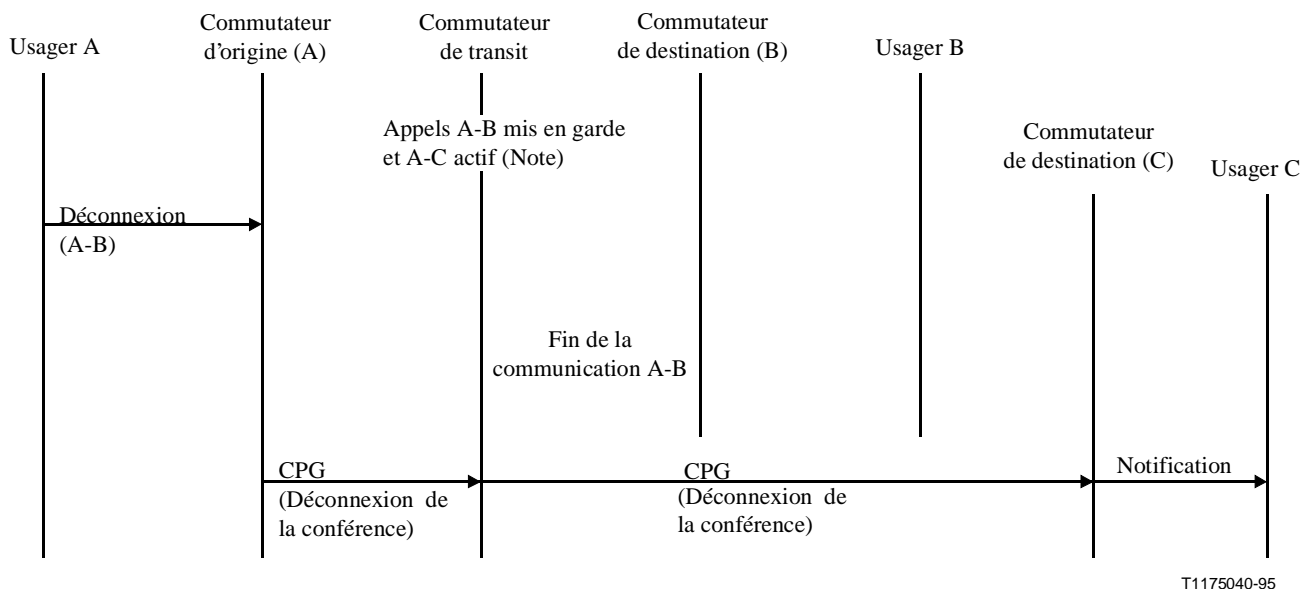 Usager A
Commutateur
d'origine (A)
Commutateur
de transit
Commutateur
de destination (B)
Usager B
Appels A-B mis en garde
et A-C actif (Note)
Commutateur
de destination (C)
Usager C
Déconnexion
(A-B)
Fin de la
communication A-B
CPG
(Déconnexion de
la conférence)
CPG
(Déconnexion de
la conférence)
Notification
T1175040-95